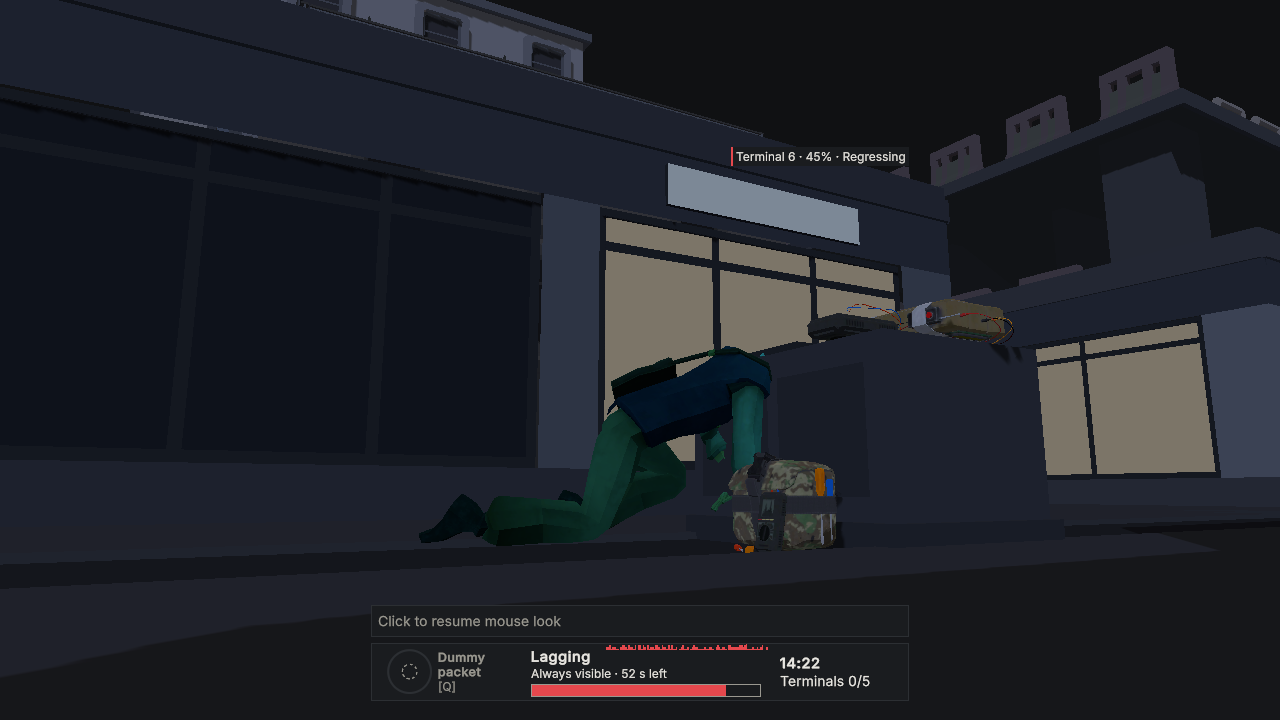 Terminal 6 · 45% · Regressing
Click to resume mouse look
Dummy
packet
[Q]
Lagging
Always visible · 52 s left
14:22
Terminals 0/5